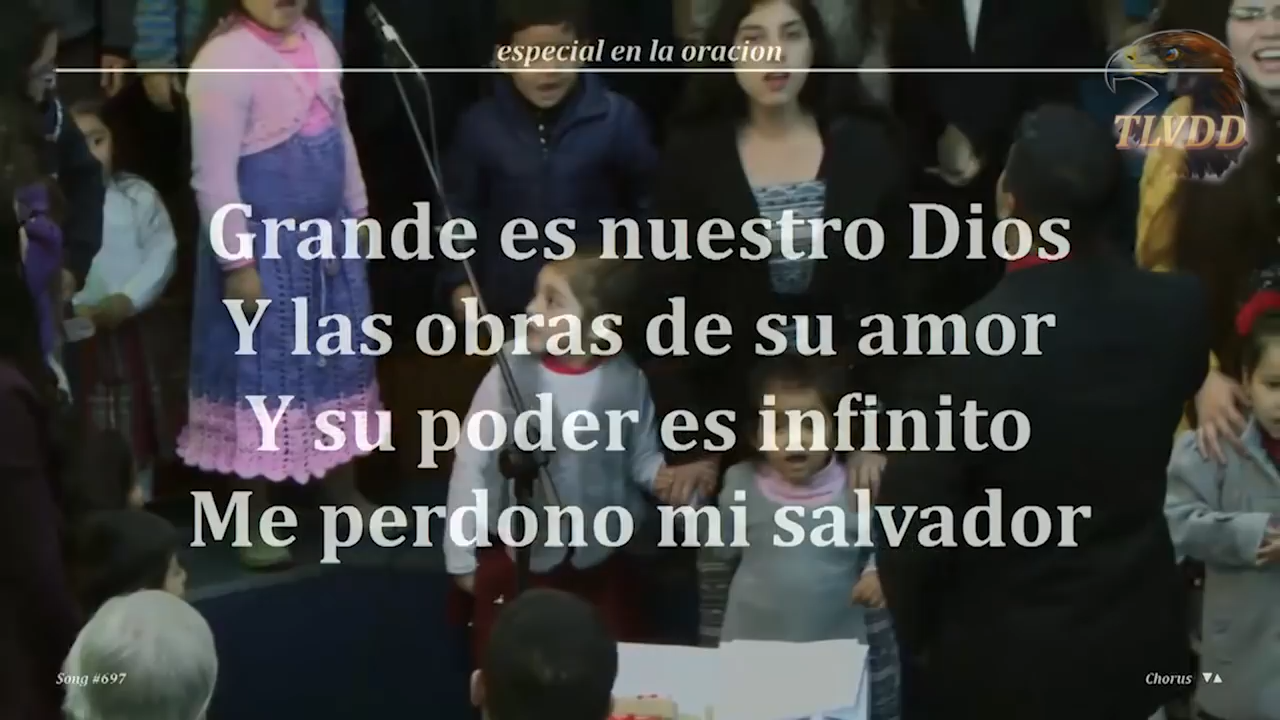 especial en la oracion
TLVDD
Grande es nuestro Dios
Y las obras de su amor
Y su poder es infinito
Me perdono mi salvador
Song #697
Chorus ▼▲